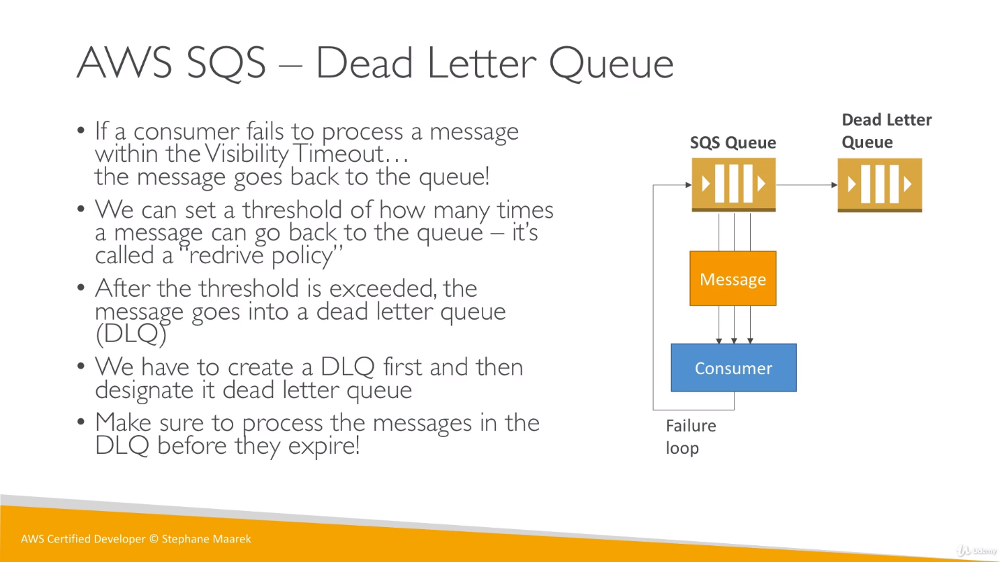 AWS SQS – Dead Letter Queue
• If a consumer fails to process a message
within the Visibility Timeout…
the message goes back to the queue!
• We can set a threshold of how many times
a message can go back to the queue – it’s
called a “redrive policy”
• After the threshold is exceeded, the
message goes into a dead letter queue
(DLQ)
• We have to create a DLQ first and then
designate it dead letter queue
• Make sure to process the messages in the
DLQ before they expire!
SQS Queue
Dead Letter
Queue
Message
Consumer
Failure
loop
AWS Certified Developer © Stephane Maarek
Udemy